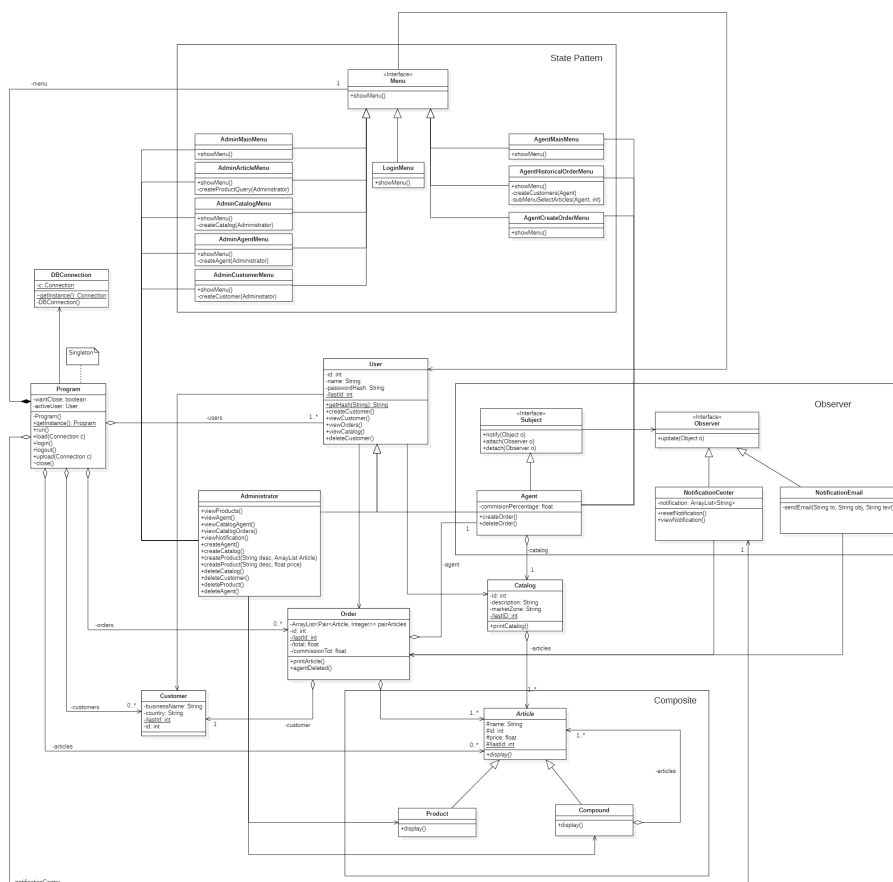 State Pattern
-menu
1
«Interface»
Menu
+showMenu()
AdminMainMenu
+showMenu()
AdminArticleMenu
+showMenu()
-createProductQuery(Administrator)
AdminCatalogMenu
+showMenu()
-createCatalog(Administrator)
AdminAgentMenu
+showMenu()
-createAgent(Administrator)
AdminCustomerMenu
+showMenu()
-createCustomer(Administrator)
LoginMenu
+showMenu()
AgentMainMenu
+showMenu()
AgentHistoricalOrderMenu
+showMenu()
-createCustomers(Agent)
-subMenuSelectArticles(Agent, int)
AgentCreateOrderMenu
+showMenu()
DBConnection
-c: Connection
~getInstance(): Connection
-DBConnection()
Singleton
Program
-wantClose: boolean
-activeUser: User
-Program()
+getInstance(): Program
+run()
+load(Connection c)
+login()
+logout()
+upload(Connection c)
-close()
-users
1..*
User
-id: int
-name: String
-passwordHash: String
-/lastId: int
+getHash(String): String
+createCustomer()
+viewCustomer()
+viewOrders()
+viewCatalog()
+deleteCustomer()
Observer
«Interface»
Subject
+notify(Object o)
+attach(Observer o)
+detach(Observer o)
«Interface»
Observer
+update(Object o)
Administrator
+viewProducts()
+viewAgent()
+viewCatalogAgent()
+viewCatalogOrders()
+viewNotification()
+createAgent()
+createCatalog()
+createProduct(String desc, ArrayList Article)
+createProduct(String desc, float price)
+deleteCatalog()
+deleteCustomer()
+deleteProduct()
+deleteAgent()
Agent
-commisionPercentage: float
+createOrder()
+deleteOrder()
1
NotificationCenter
-notification: ArrayList<String>
+resetNotification()
+viewNotification()
1
NotificationEmail
-sendEmail(String to, String obj, String text)
-catalog
1
-agent
Catalog
-Id: int
-description: String
-marketZone: String
-/lastID: int
+printCatalog()
-orders
0..*
Order
-ArrayList<Pair<Article, Integer>> pairArticles
-id: int
-/lastId: int
-/total: float
-/commissionTot: float
+printArticle()
+agentDeleted()
-articles
1..*
-customers
0..*
Customer
-businessName: String
-country: String
-/lastId: int
-id: int
1
-customer
-articles
0..*
Composite
1..*
Article
#name: String
#id: int
#price: float
#/lastId: int
+display()
1..*
-articles
Product
+display()
Compound
+display()